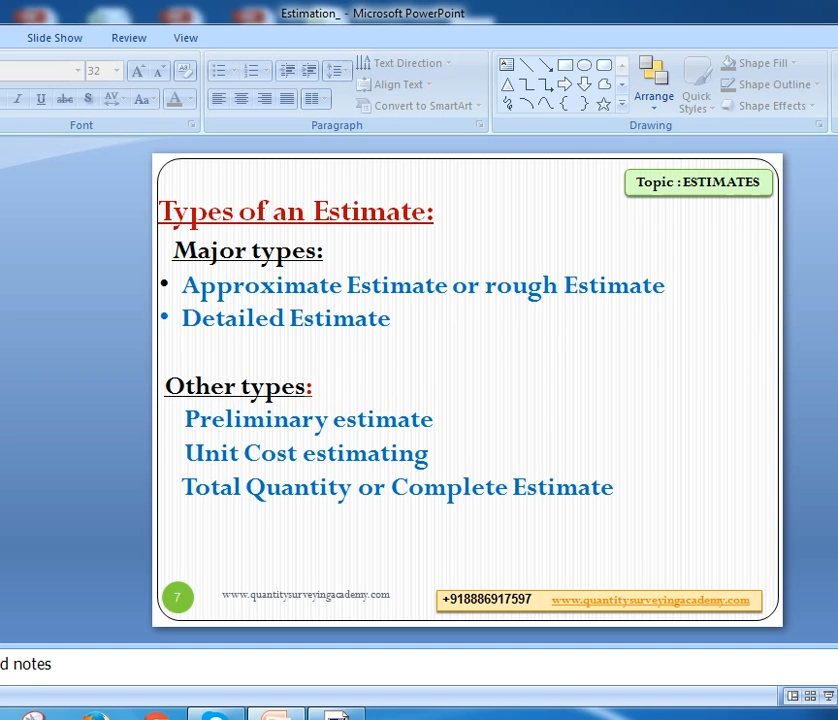 Estimation_ - Microsoft PowerPoint
Slide Show Review View
32
Text Direction
Align Text
Convert to SmartArt
Aa
A
Arrange
Quick Styles
Shape Fill
Shape Outline
Shape Effects
Font Paragraph Drawing
Topic : ESTIMATES
Types of an Estimate:
Major types:
• Approximate Estimate or rough Estimate
• Detailed Estimate
Other types:
Preliminary estimate
Unit Cost estimating
Total Quantity or Complete Estimate
7
www.quantitysurveyingacademy.com
+918886917597 www.quantitysurveyingacademy.com
d notes